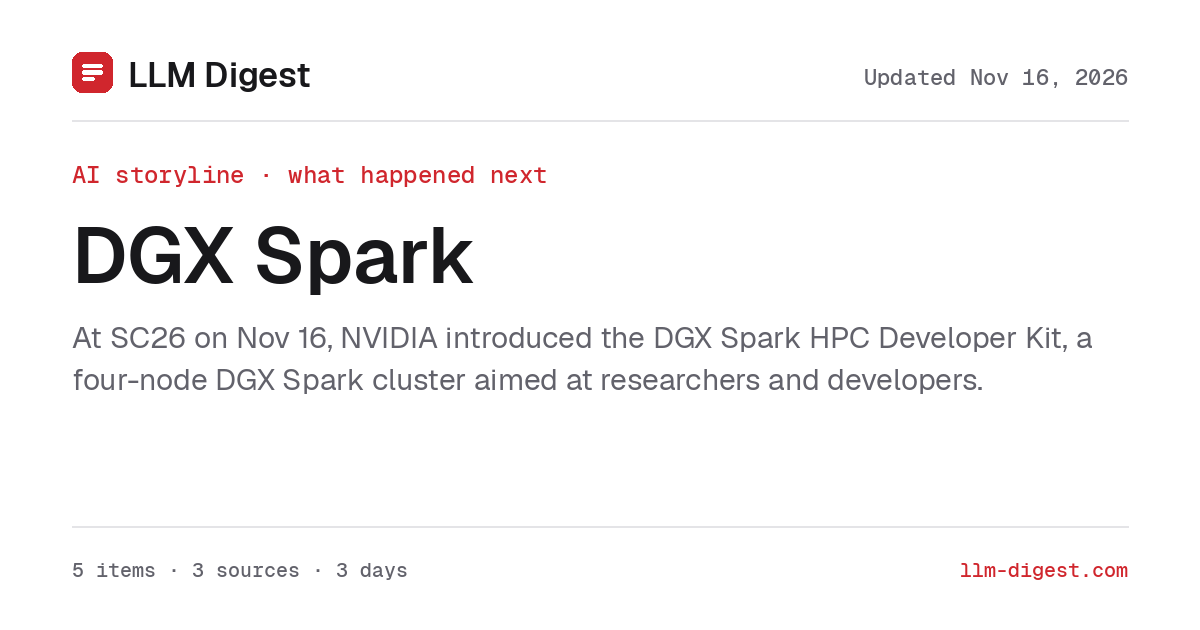 LLM Digest
Updated Nov 16, 2026
AI storyline · what happened next
DGX Spark
At SC26 on Nov 16, NVIDIA introduced the DGX Spark HPC Developer Kit, a
four-node DGX Spark cluster aimed at researchers and developers.
5 items · 3 sources · 3 days
llm-digest.com